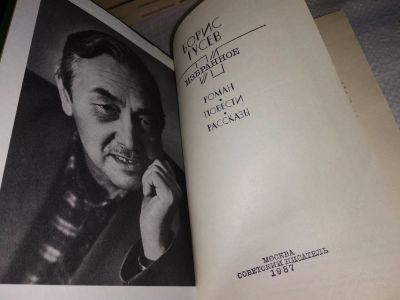 БОРИС
ГУСЕВ
ИЗБРАННОЕ
РОМАН
ПОВЕСТИ
РАССКАЗЫ
МОСКВА
СОВЕТСКИЙ ПИСАТЕЛЬ
1987